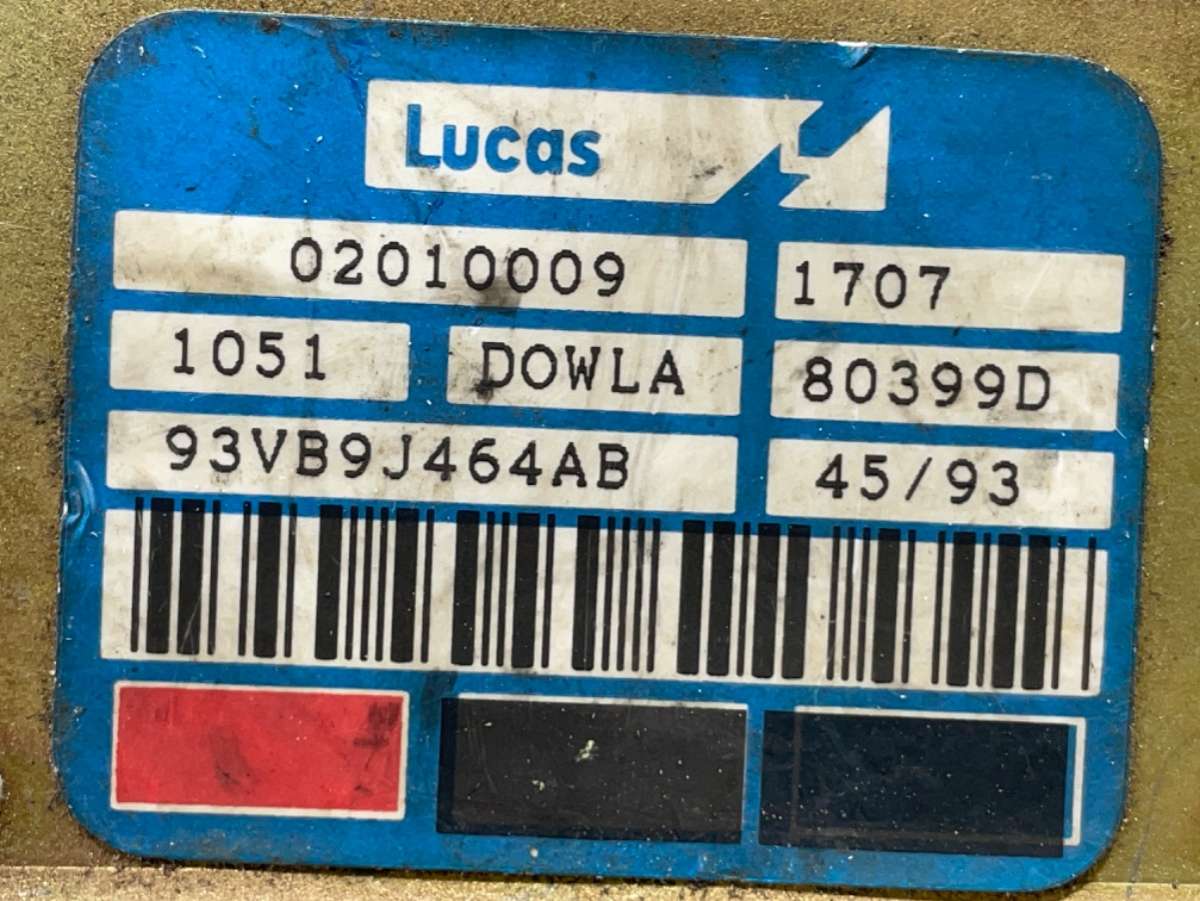 Lucas
02010009 1707
1051 DOWLA 80399D
93VB9J464AB 45/93